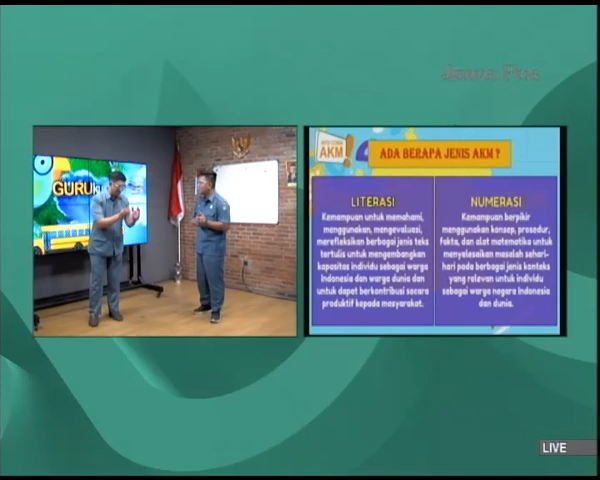 Jawa Pos
GURUku
AKM
ADA BERAPA JENIS AKM ?
LITERASI
Kemampuan untuk memahami,
menggunakan, mengevaluasi,
merefleksikan berbagai jenis teks
tertulis untuk mengembangkan
kapasitas individu sebagai warga
Indonesia dan warga dunia dan
untuk dapat berkontribusi secara
produktif kepada masyarakat.
NUMERASI
Kemampuan berpikir
menggunakan konsep, prosedur,
fakta, dan alat matematika untuk
menyelesaikan masalah sehari-
hari pada berbagai jenis konteks
yang relevan untuk individu
sebagai warga negara Indonesia
dan dunia.
LIVE